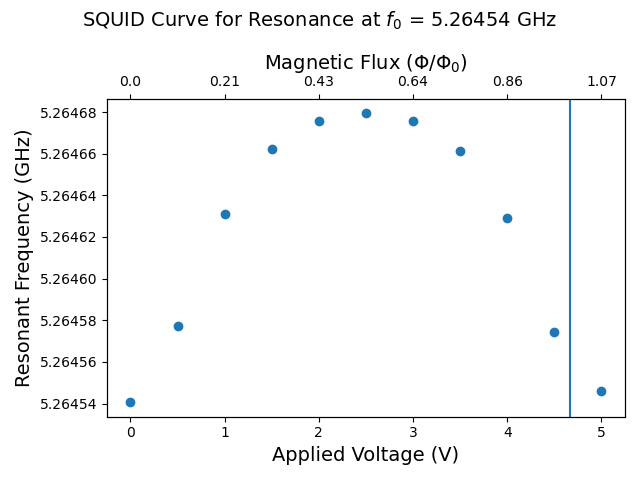 SQUID Curve for Resonance at f₀ = 5.26454 GHz
Magnetic Flux (Φ/Φ₀)
0.0 0.21 0.43 0.64 0.86 1.07
Resonant Frequency (GHz)
5.26468
5.26466
5.26464
5.26462
5.26460
5.26458
5.26456
5.26454
0 1 2 3 4 5
Applied Voltage (V)